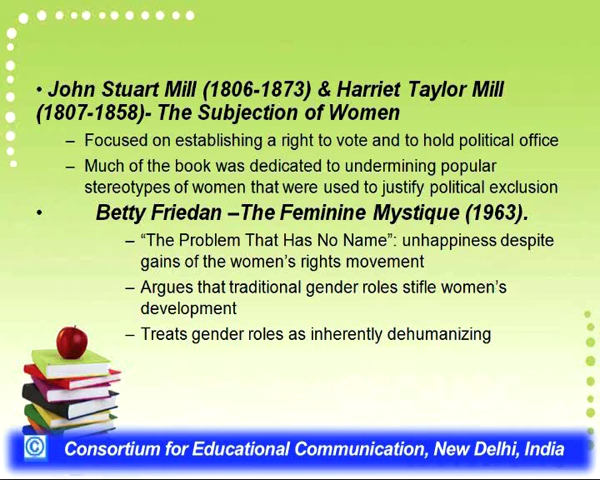 • John Stuart Mill (1806-1873) & Harriet Taylor Mill
(1807-1858)- The Subjection of Women
– Focused on establishing a right to vote and to hold political office
– Much of the book was dedicated to undermining popular
stereotypes of women that were used to justify political exclusion
• Betty Friedan –The Feminine Mystique (1963).
– “The Problem That Has No Name”: unhappiness despite
gains of the women’s rights movement
– Argues that traditional gender roles stifle women’s
development
– Treats gender roles as inherently dehumanizing
© Consortium for Educational Communication, New Delhi, India